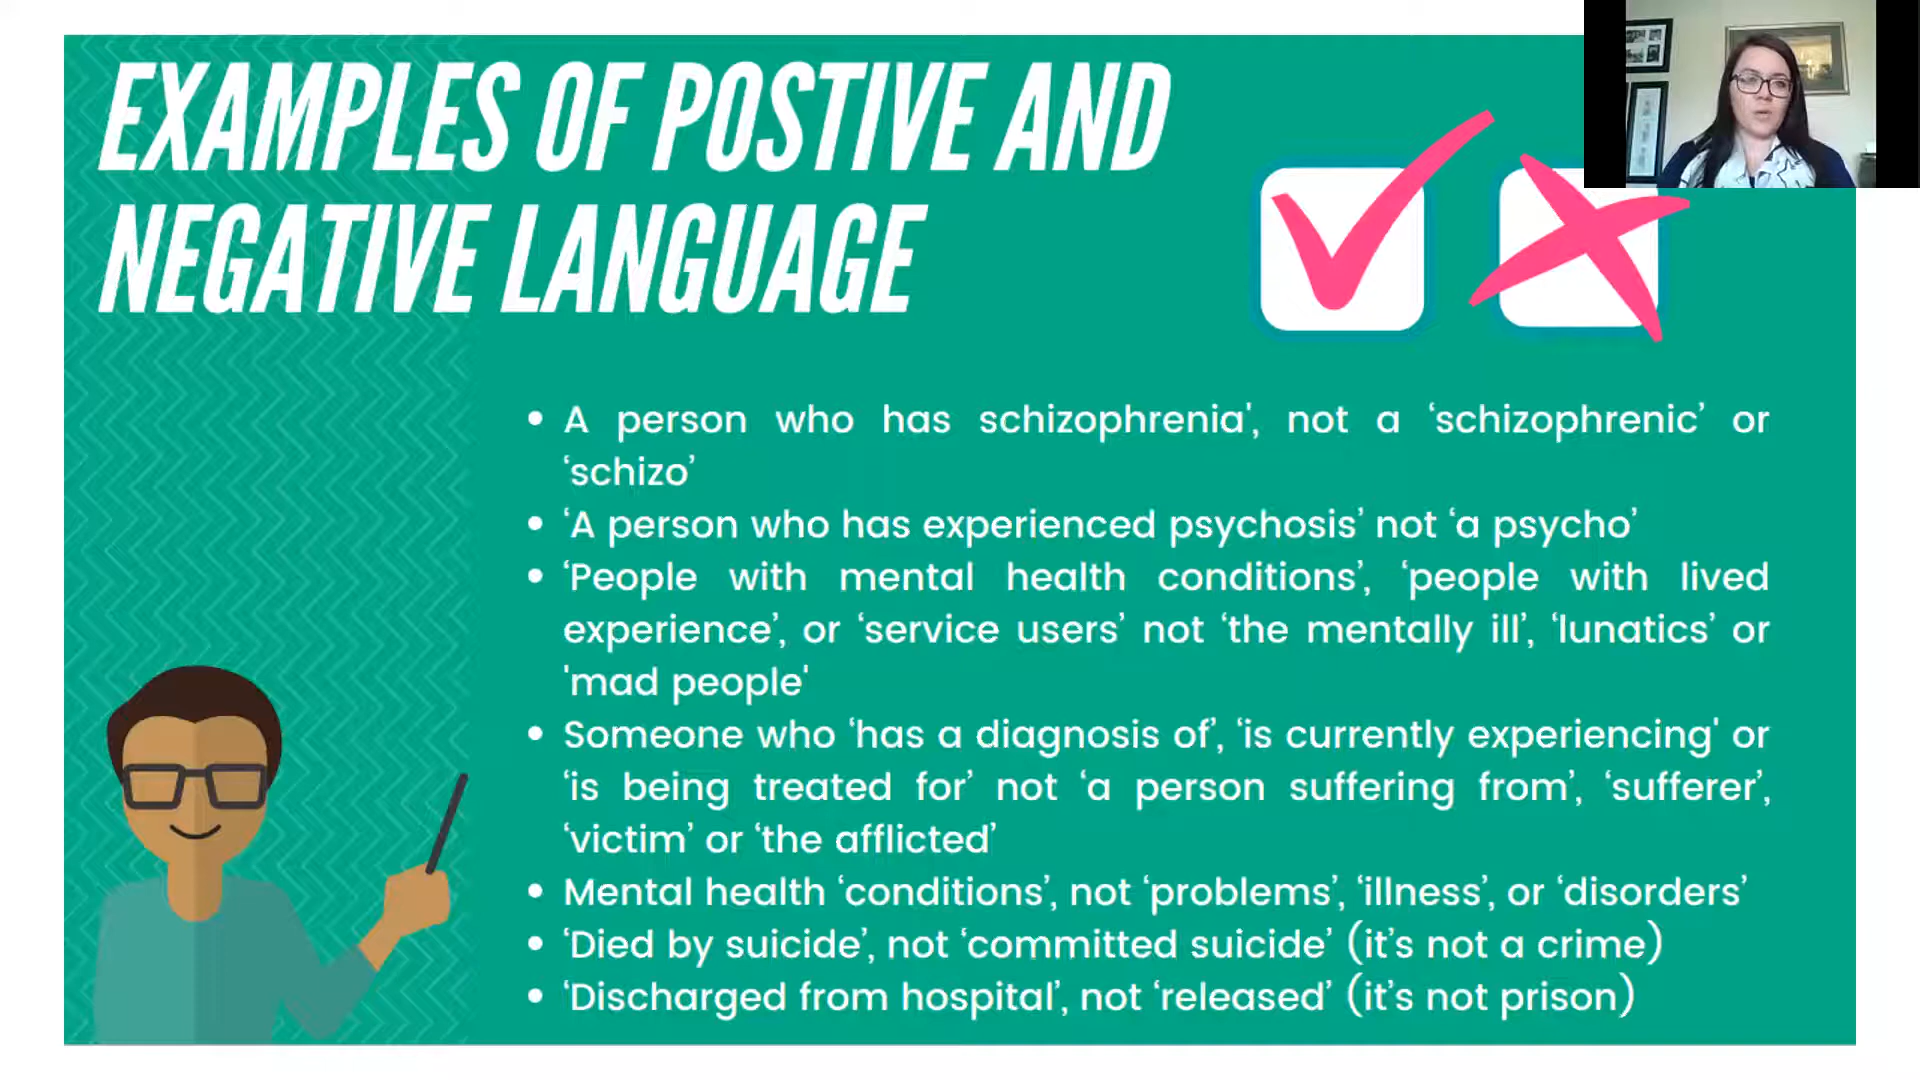 EXAMPLES OF POSTIVE AND
NEGATIVE LANGUAGE
• A person who has schizophrenia', not a ‘schizophrenic’ or
‘schizo’
• ‘A person who has experienced psychosis’ not ‘a psycho’
• ‘People with mental health conditions’, ‘people with lived
experience’, or ‘service users’ not ‘the mentally ill’, ‘lunatics’ or
'mad people'
• Someone who ‘has a diagnosis of’, ‘is currently experiencing' or
‘is being treated for’ not ‘a person suffering from’, ‘sufferer’,
‘victim’ or ‘the afflicted’
• Mental health ‘conditions’, not ‘problems’, ‘illness’, or ‘disorders’
• ‘Died by suicide’, not ‘committed suicide’ (it’s not a crime)
• ‘Discharged from hospital’, not ‘released’ (it’s not prison)